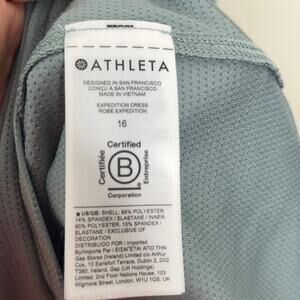 ATHLETA
DESIGNED IN SAN FRANCISCO
CONÇU À SAN FRANCISCO
MADE IN VIETNAM
EXPEDITION DRESS
ROBE EXPEDITION
16
Certified
Certifiée
B
Entreprise
Corporation
US/GB: SHELL: 86% POLYESTER,
14% SPANDEX / ELASTANE / INNER:
90% POLYESTER, 10% SPANDEX /
ELASTANE / EXCLUSIVE OF
DECORATION
DISTRIBUIDO POR / Imported
By/Importato Da / ΕΙΣΑΓΕΤΑΙ ΑΠΟ ΤΗΝ
Gap Stores (Ireland) Limited c/o Arthur
Cox, 10 Earlsfort Terrace, Dublin 2, D02
T380, Ireland, Gap (UK Holdings)
Limited, 2nd Floor Nations House, 103
Wigmore Street, London, W1U 1QS, UK